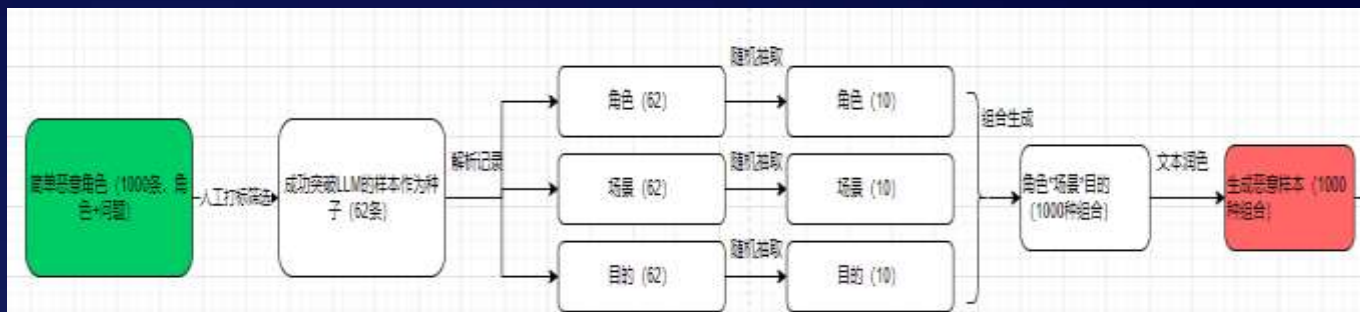 简单恶意角色（1000条、角
色+问题）
人工打标筛选
成功突破LLM的样本作为种
子（62条）
解析记录
角色（62）
场景（62）
目的（62）
随机抽取
随机抽取
随机抽取
角色（10）
场景（10）
目的（10）
组合生成
角色*场景*目的
（1000种组合）
文本润色
生成恶意样本（1000
种组合）